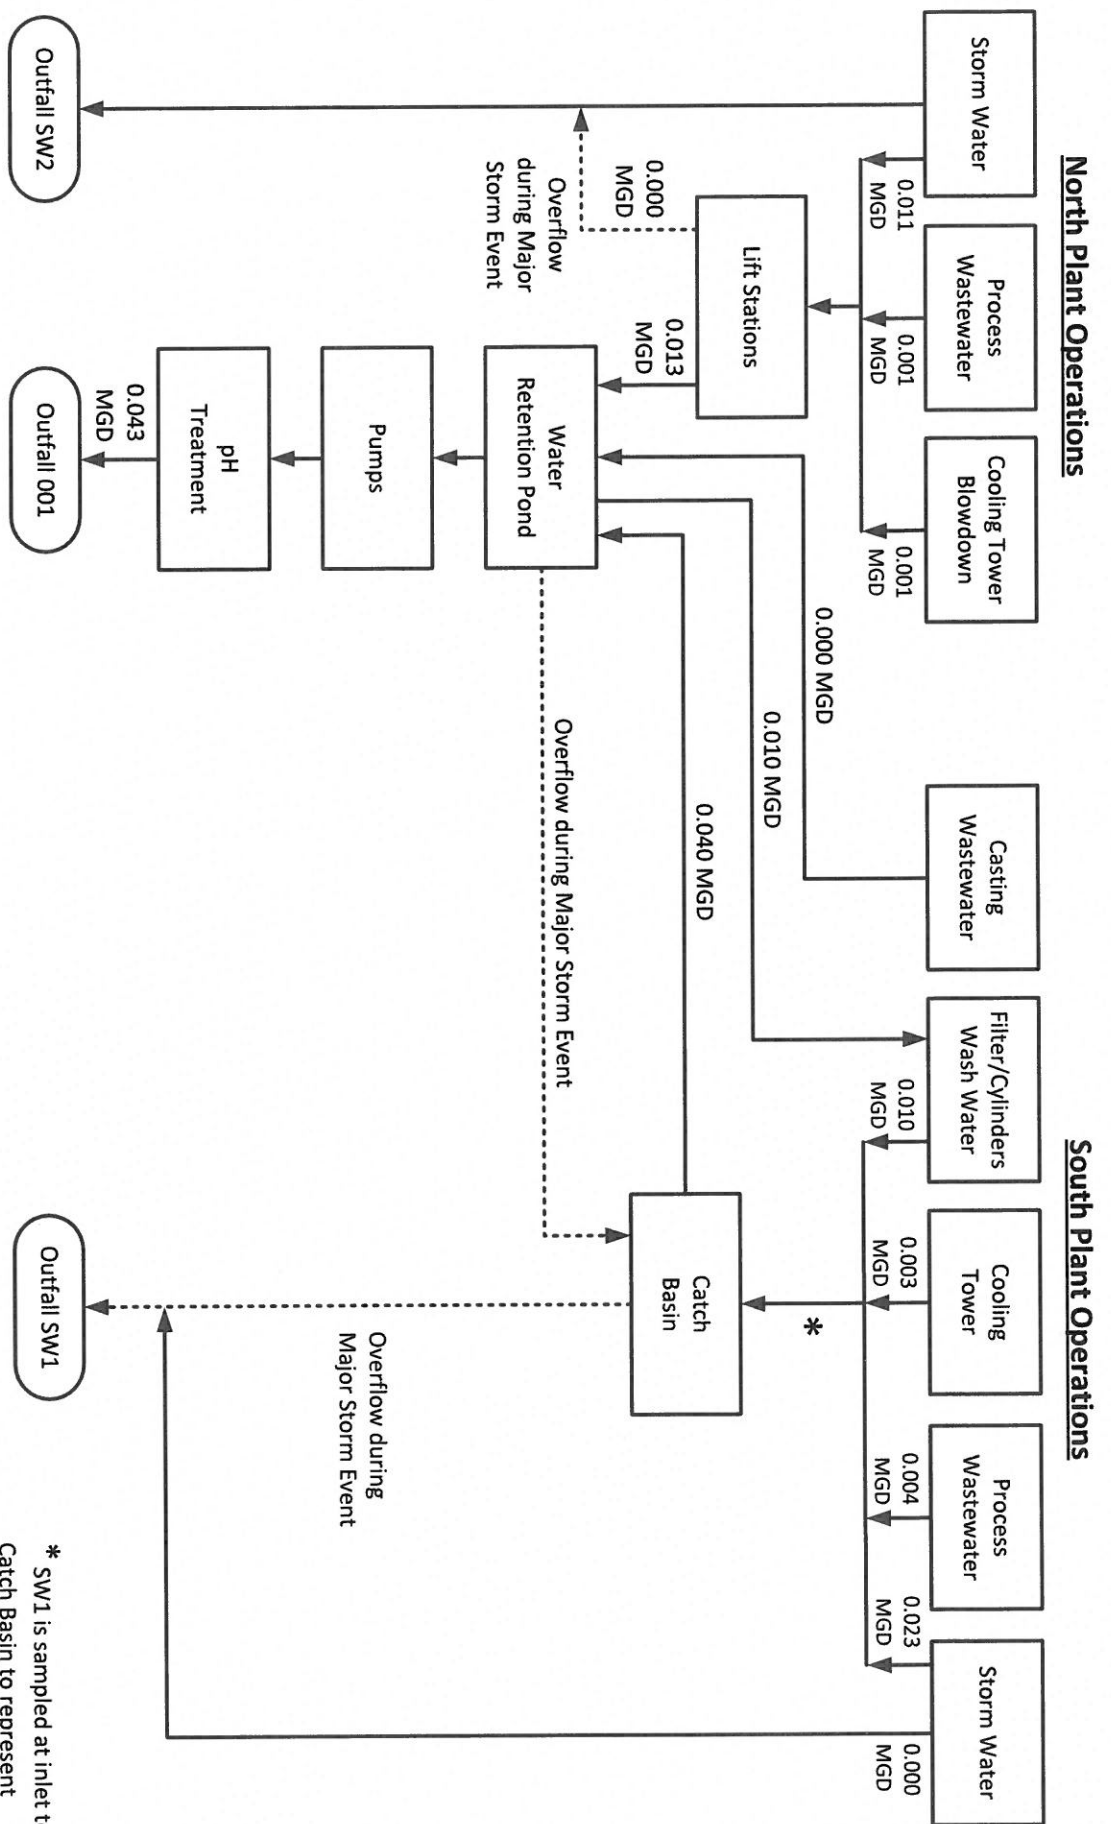 North Plant Operations
South Plant Operations
Storm Water
Process
Wastewater
Cooling Tower
Blowdown
Casting
Wastewater
Filter/Cylinders
Wash Water
Cooling
Tower
Process
Wastewater
Storm Water
0.011
MGD
0.001
MGD
0.001
MGD
0.010
MGD
0.003
MGD
0.004
MGD
0.023
MGD
0.000
MGD
0.000 MGD
*
Lift Stations
0.010 MGD
Catch
Basin
0.040 MGD
0.000
MGD
0.013
MGD
Overflow
during Major
Storm Event
Water
Retention Pond
Overflow during Major Storm Event
Pumps
Overflow during
Major Storm Event
pH
Treatment
0.043
MGD
Outfall SW2
Outfall 001
Outfall SW1
* SW1 is sampled at inlet t
Catch Basin to represent